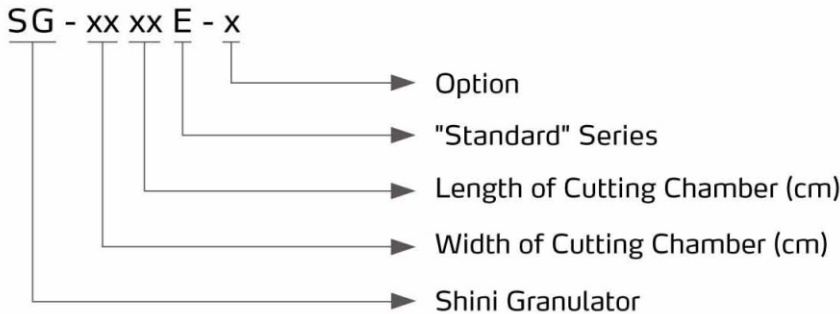 SG - xx xx E - x
Option
"Standard" Series
Length of Cutting Chamber (cm)
Width of Cutting Chamber (cm)
Shini Granulator